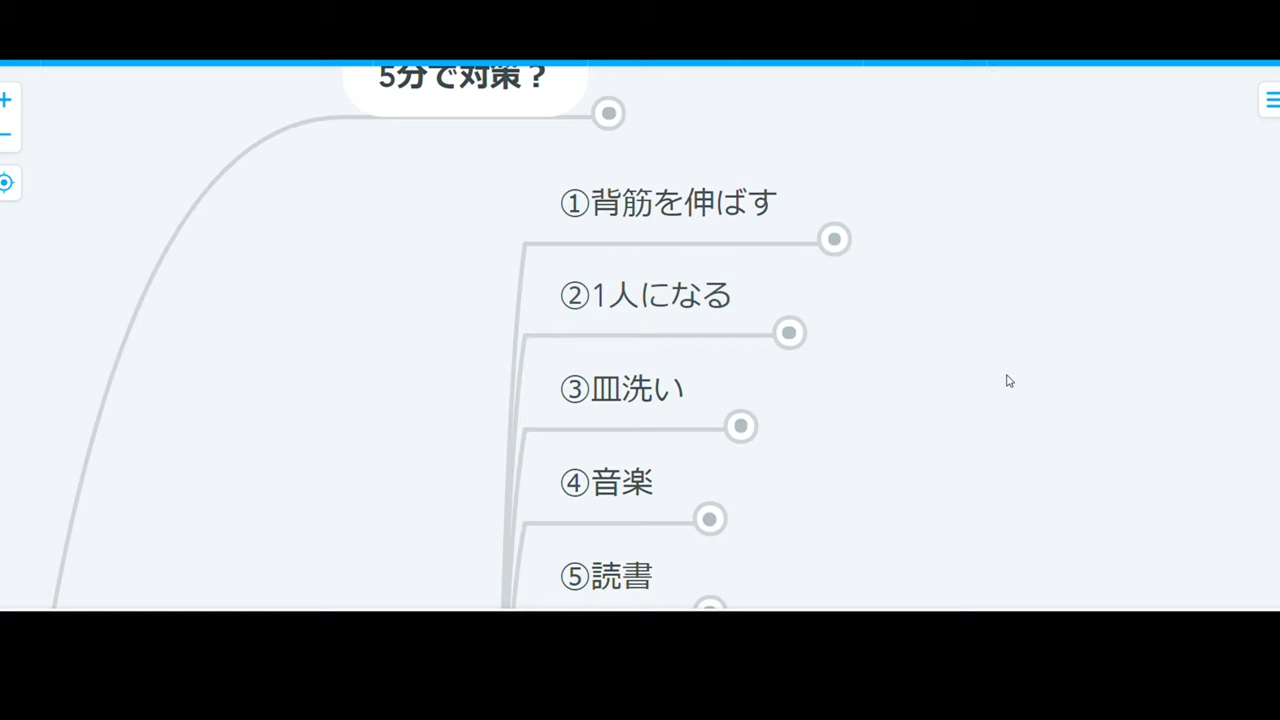 5分で対策？
①背筋を伸ばす
②1人になる
③皿洗い
④音楽
⑤読書